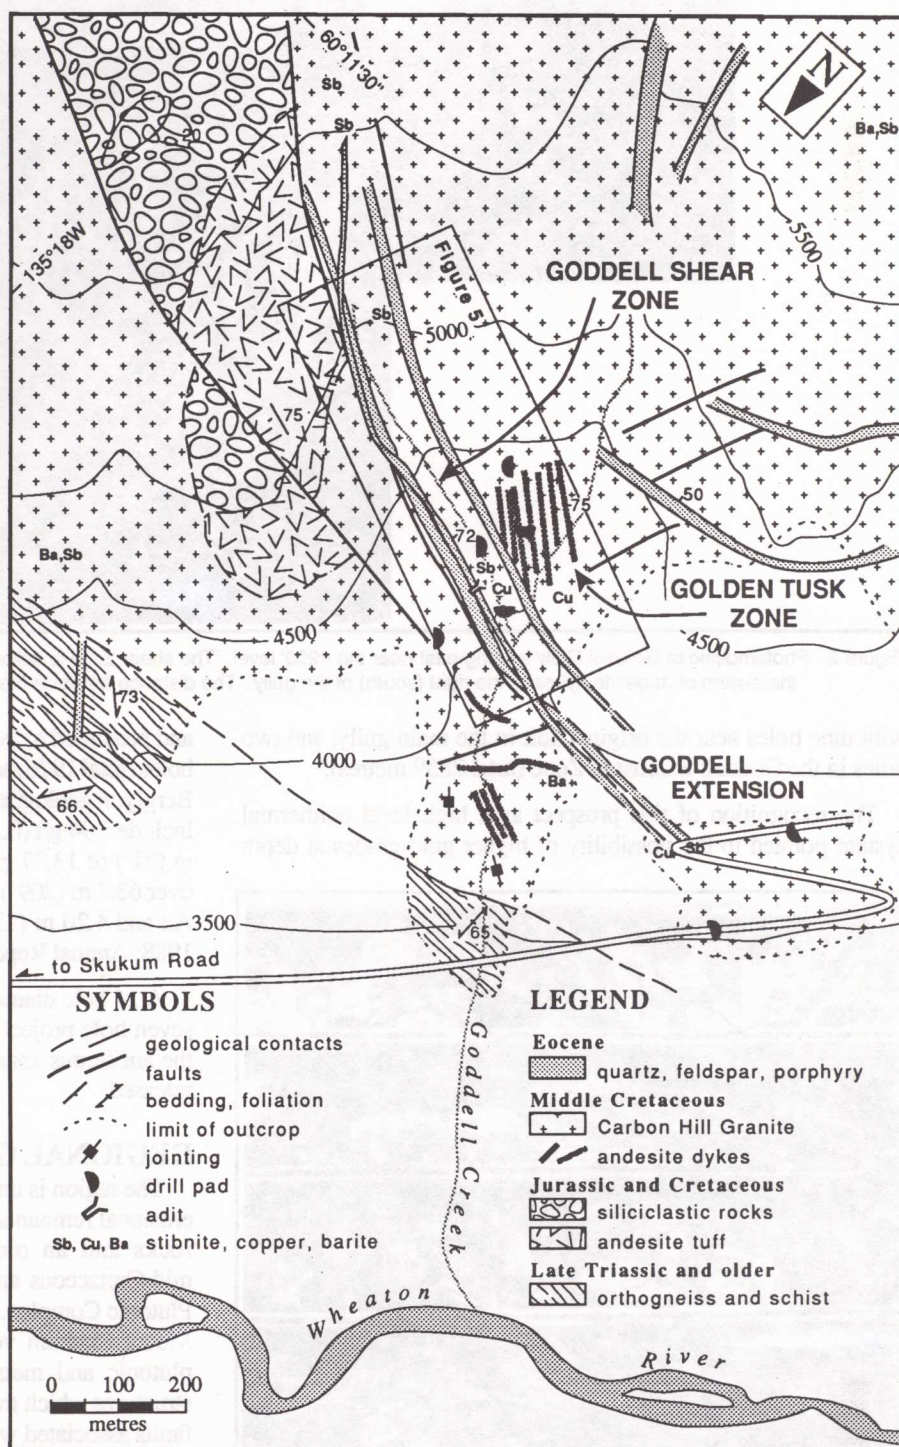 60°11'30"
N
Sb
Sb
Ba,Sb
135°18'W
5500
GODDELL SHEAR
ZONE
Figure 5
Sb
5000
75
75
50
72
Sb
Cu
Cu
Ba,Sb
GOLDEN TUSK
ZONE
4500
4500
73
4000
GODDELL
EXTENSION
Ba
66
Cu
Sb
3500
65
to Skukum Road
SYMBOLS
geological contacts
faults
bedding, foliation
limit of outcrop
jointing
drill pad
adit
Sb, Cu, Ba stibnite, copper, barite
Goddell Creek
LEGEND
Eocene
quartz, feldspar, porphyry
Middle Cretaceous
Carbon Hill Granite
andesite dykes
Jurassic and Cretaceous
siliciclastic rocks
andesite tuff
Late Triassic and older
orthogneiss and schist
Wheaton
River
0 100 200
metres